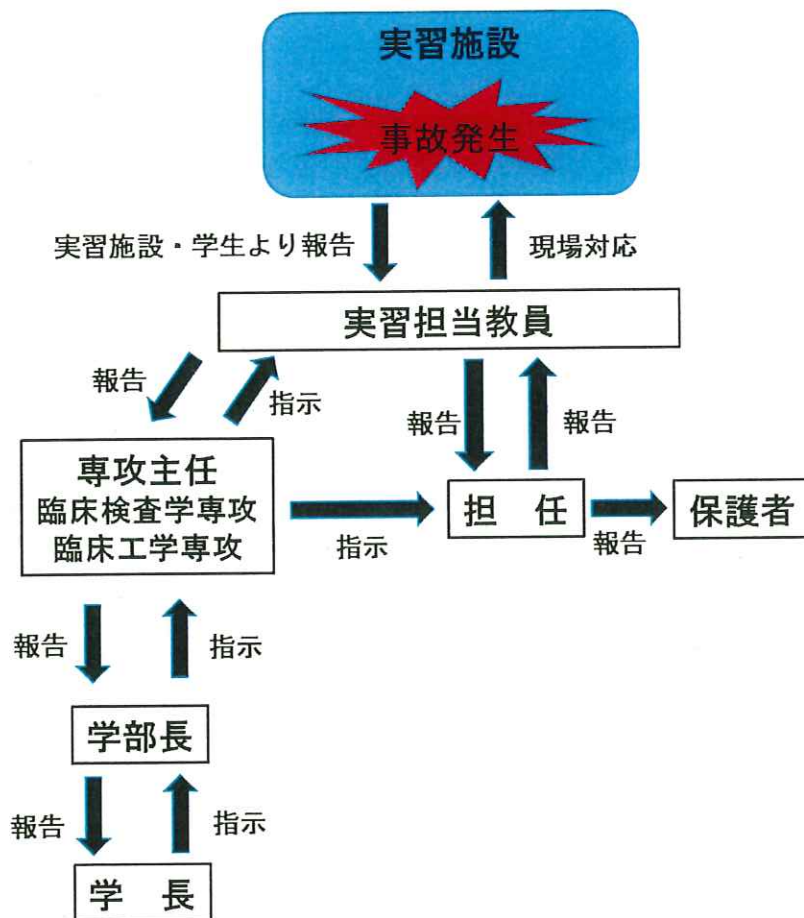 実習施設
事故発生
実習施設・学生より報告
現場対応
実習担当教員
報告
指示
報告
報告
専攻主任
臨床検査学専攻
臨床工学専攻
指示
担　任
報告
保護者
報告
指示
学部長
報告
指示
学　長